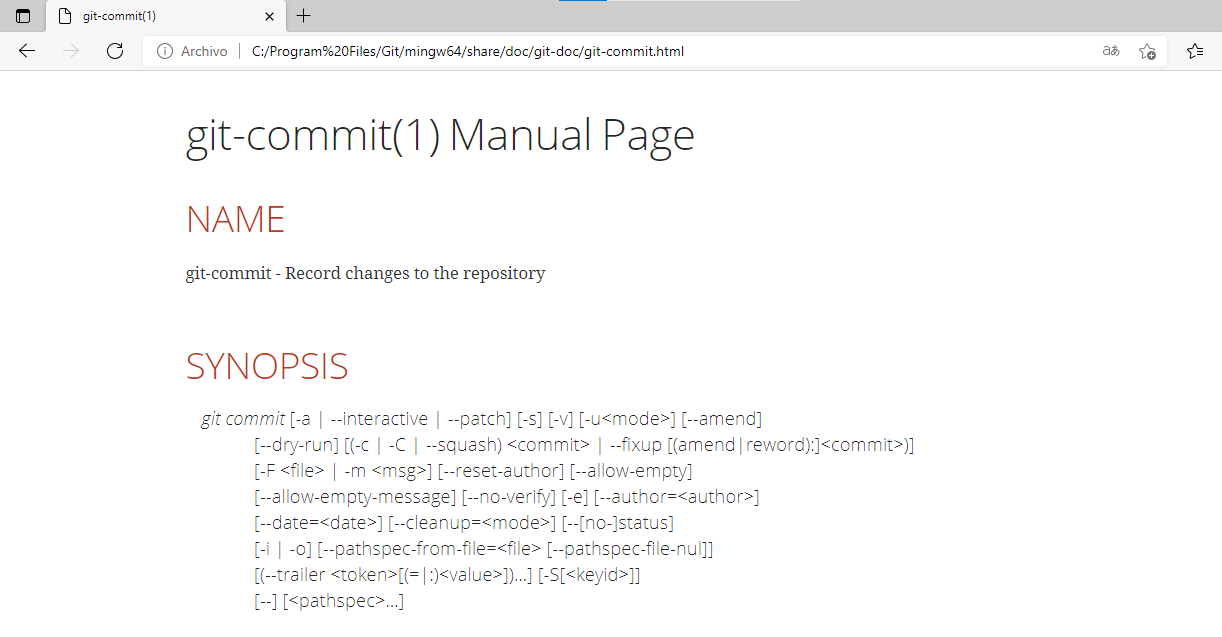 git-commit(1)
Archivo
C:/Program%20Files/Git/mingw64/share/doc/git-doc/git-commit.html
aあ
git-commit(1) Manual Page
NAME
git-commit - Record changes to the repository
SYNOPSIS
git commit [-a | --interactive | --patch] [-s] [-v] [-u<mode>] [--amend]
[--dry-run] [(-c | -C | --squash) <commit> | --fixup [(amend|reword):]<commit>)]
[-F <file> | -m <msg>] [--reset-author] [--allow-empty]
[--allow-empty-message] [--no-verify] [-e] [--author=<author>]
[--date=<date>] [--cleanup=<mode>] [--[no-]status]
[-i | -o] [--pathspec-from-file=<file> [--pathspec-file-nul]]
[(--trailer <token>[(=|:)<value>])…​] [-S[<keyid>]]
[--] [<pathspec>…​]